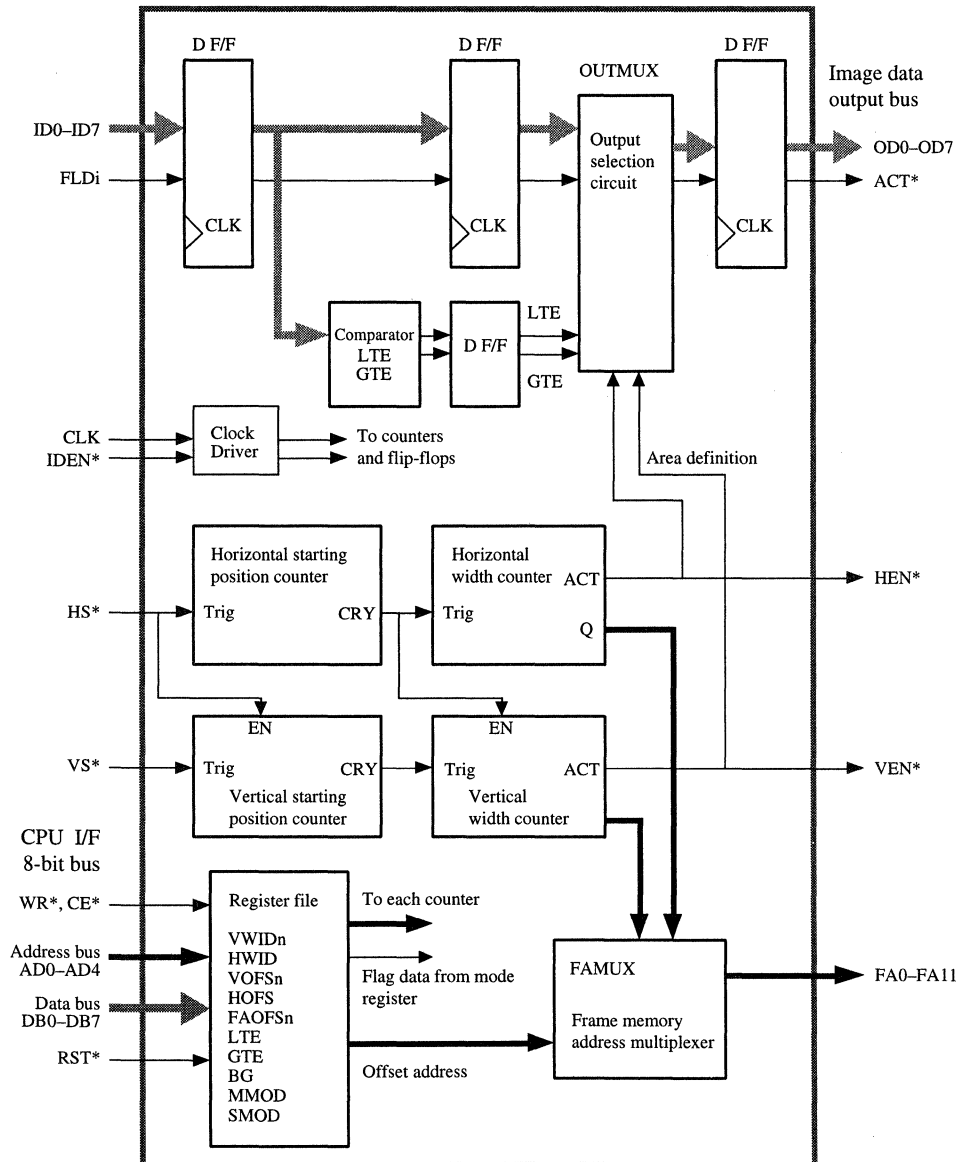 D F/F
D F/F
D F/F
OUTMUX
Image data
output bus
ID0–ID7
FLDi
CLK
CLK
Output
selection
circuit
CLK
OD0–OD7
ACT*
Comparator
LTE
GTE
D F/F
LTE
GTE
CLK
IDEN*
Clock
Driver
To counters
and flip-flops
Area definition
Horizontal starting
position counter
Trig
CRY
Horizontal
width counter
ACT
Trig
Q
HS*
HEN*
EN
Trig
CRY
Vertical starting
position counter
EN
Trig
ACT
Vertical
width counter
VS*
VEN*
CPU I/F
8-bit bus
WR*, CE*
Address bus
AD0–AD4
Data bus
DB0–DB7
RST*
Register file
VWIDn
HWID
VOFSn
HOFS
FAOFSn
LTE
GTE
BG
MMOD
SMOD
To each counter
Flag data from mode
register
Offset address
FAMUX
Frame memory
address multiplexer
FA0–FA11